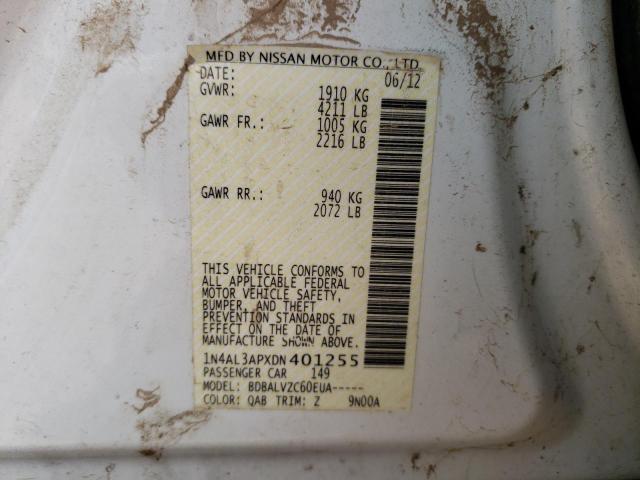 MFD BY NISSAN MOTOR CO., LTD.
DATE: 06/12
GVWR: 1910 KG
4211 LB
GAWR FR.: 1005 KG
2216 LB
GAWR RR.: 940 KG
2072 LB
THIS VEHICLE CONFORMS TO
ALL APPLICABLE FEDERAL
MOTOR VEHICLE SAFETY,
BUMPER, AND THEFT
PREVENTION STANDARDS IN
EFFECT ON THE DATE OF
MANUFACTURE SHOWN ABOVE.
1N4AL3APXDN401255
PASSENGER CAR 149
MODEL: BDBALVZC60EUA-----
COLOR: QAB TRIM: Z 9N00A